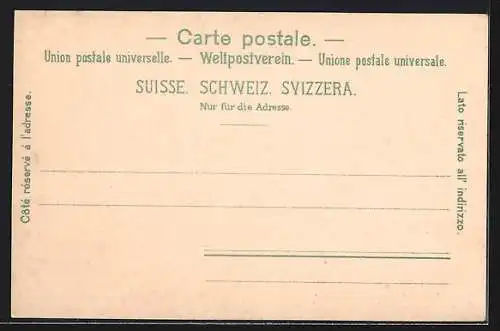 — Carte postale. —
Union postale universelle. — Weltpostverein. — Unione postale universale.
SUISSE. SCHWEIZ. SVIZZERA.
Nur für die Adresse.
Côté réservé à l'adresse.
Lato riservato all' indirizzo.